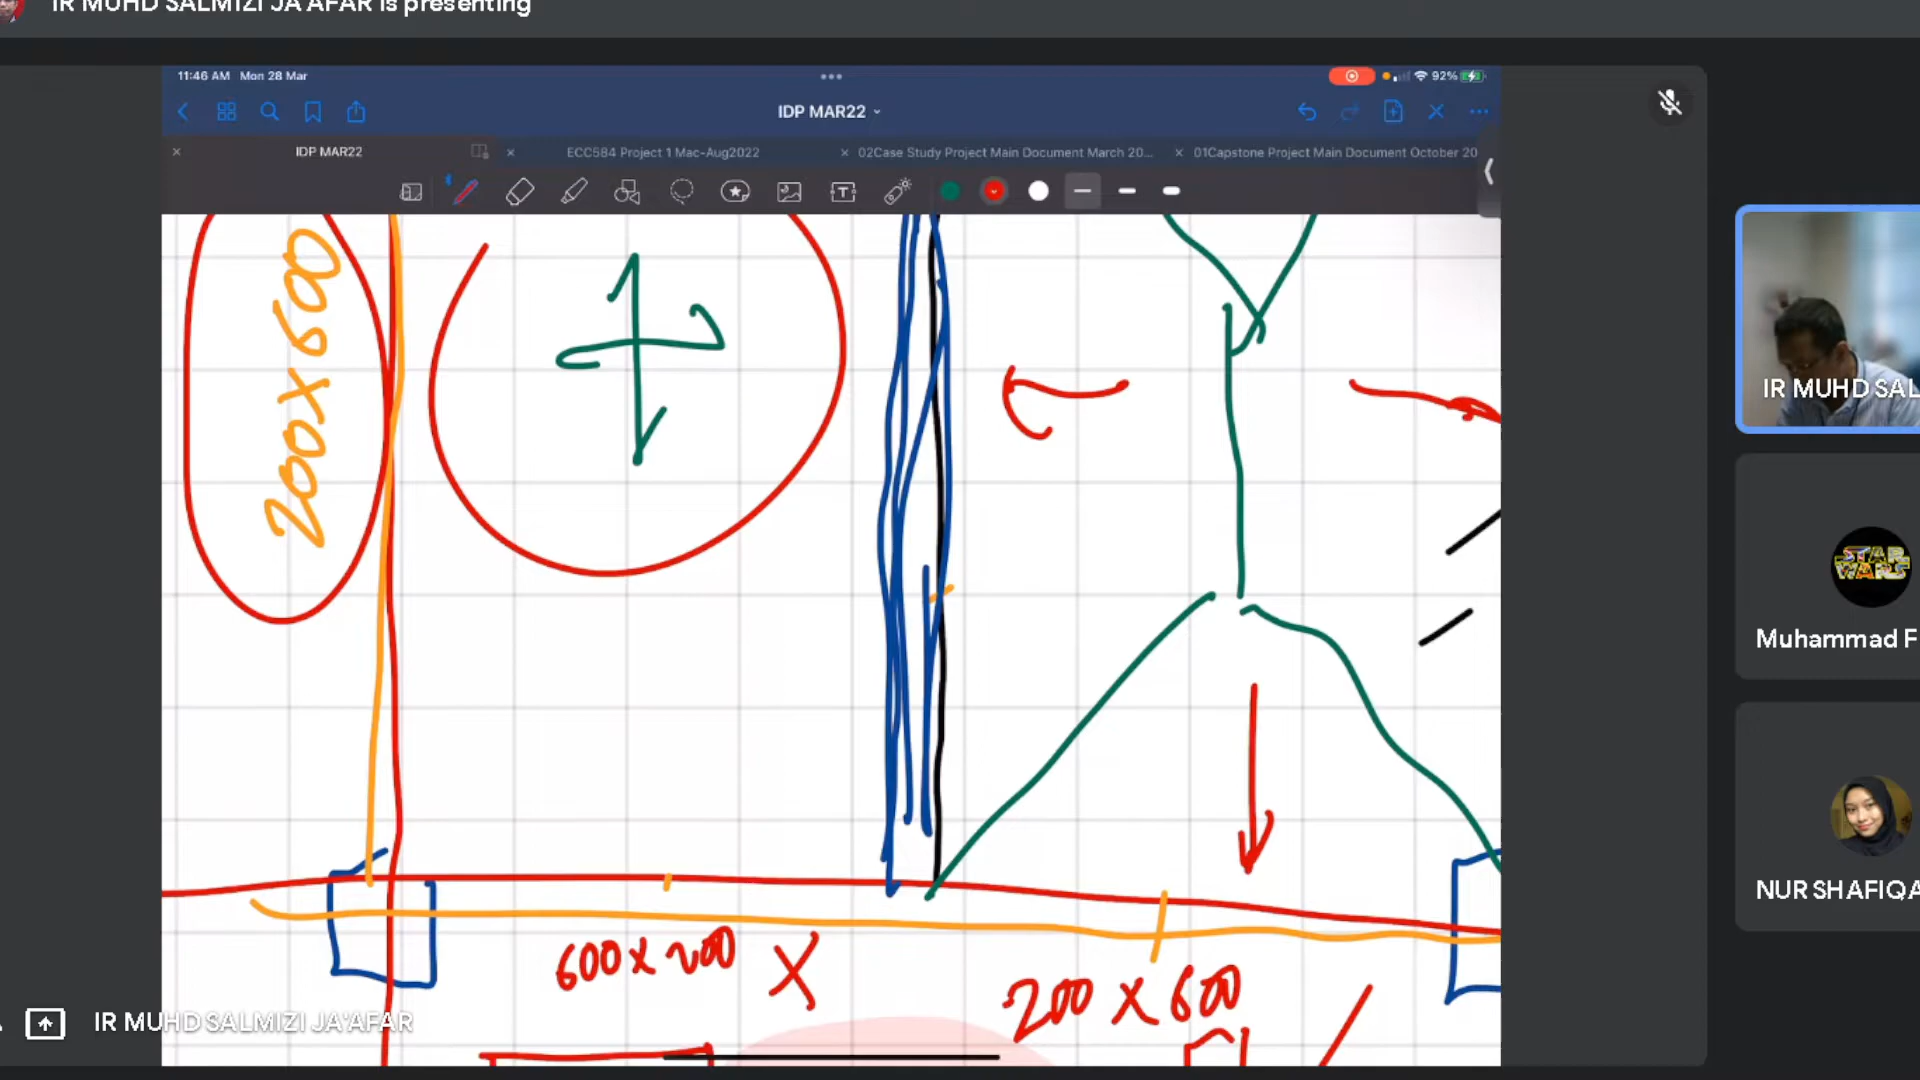 IR MUHD SALMIZI JA'AFAR is presenting
11:46 AM Mon 28 Mar
92%
IDP MAR22
IDP MAR22
ECC584 Project 1 Mac-Aug2022
02Case Study Project Main Document March 20...
01Capstone Project Main Document October 20
200x600
IR MUHD SAL
STAR
WARS
Muhammad F
NUR SHAFIQA
600x200 X
200 x 600
IR MUHD SALMIZI JA'AFAR